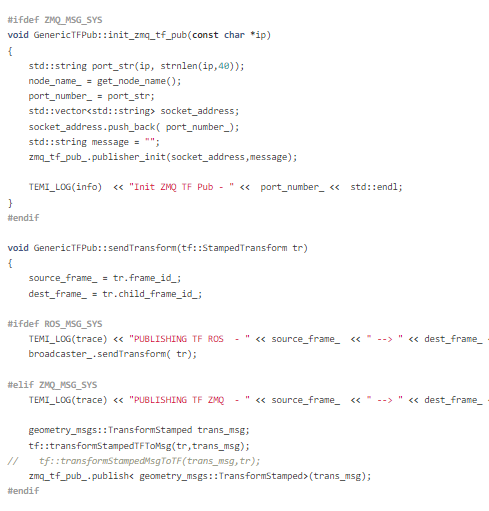 #ifdef ZMQ_MSG_SYS
void GenericTFPub::init_zmq_tf_pub(const char *ip)
{
    std::string port_str(ip, strnlen(ip,40));
    node_name_ = get_node_name();
    port_number_ = port_str;
    std::vector<std::string> socket_address;
    socket_address.push_back( port_number_);
    std::string message = "";
    zmq_tf_pub_.publisher_init(socket_address,message);

    TEMI_LOG(info)  << "Init ZMQ TF Pub - " <<  port_number_ <<  std::endl;
}
#endif

void GenericTFPub::sendTransform(tf::StampedTransform tr)
{
    source_frame_ = tr.frame_id_;
    dest_frame_ = tr.child_frame_id_;

#ifdef ROS_MSG_SYS
    TEMI_LOG(trace) << "PUBLISHING TF ROS  - " << source_frame_  << " --> " << dest_frame_
    broadcaster_.sendTransform( tr);

#elif ZMQ_MSG_SYS
    TEMI_LOG(trace) << "PUBLISHING TF ZMQ  - " << source_frame_  << " --> " << dest_frame_

    geometry_msgs::TransformStamped trans_msg;
    tf::transformStampedTFToMsg(tr,trans_msg);
//    tf::transformStampedMsgToTF(trans_msg,tr);
    zmq_tf_pub_.publish< geometry_msgs::TransformStamped>(trans_msg);
#endif